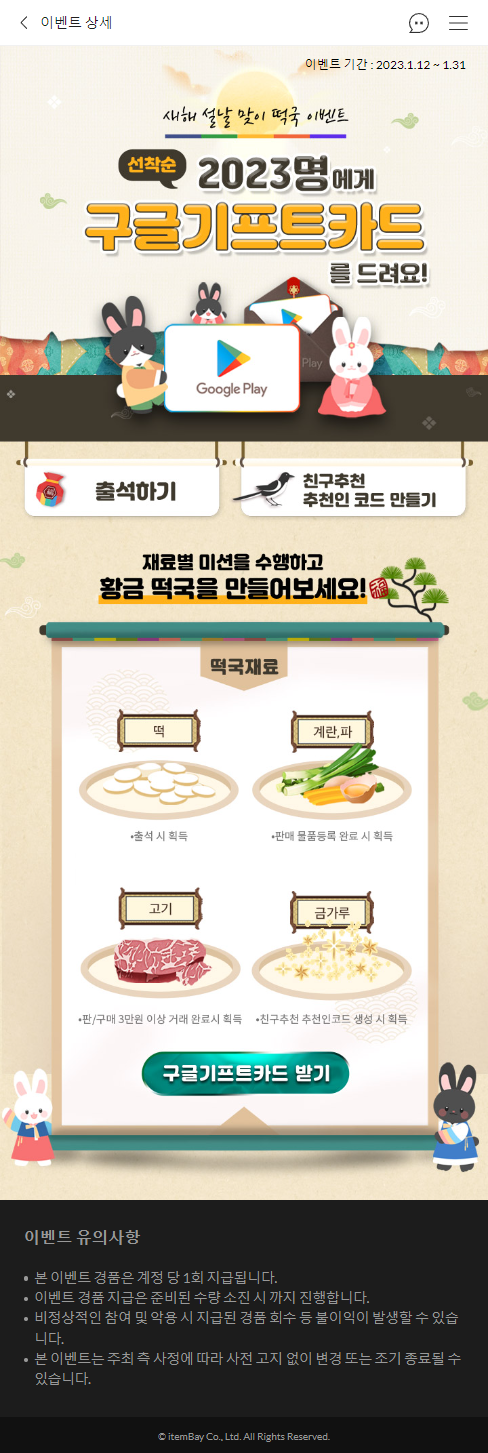 이벤트 상세
이벤트 기간 : 2023.1.12 ~ 1.31
새해 설날 맞이 떡국 이벤트
선착순
2023명에게
구글기프트카드
를 드려요!
Play
Google Play
출석하기
친구추천
추천인 코드 만들기
재료별 미션을 수행하고
황금 떡국을 만들어보세요!
福
떡국재료
떡
계란,파
•출석 시 획득
•판매 물품등록 완료 시 획득
고기
금가루
•판/구매 3만원 이상 거래 완료시 획득
•친구추천 추천인코드 생성 시 획득
구글기프트카드 받기
이벤트 유의사항
• 본 이벤트 경품은 계정 당 1회 지급됩니다.
• 이벤트 경품 지급은 준비된 수량 소진 시 까지 진행합니다.
• 비정상적인 참여 및 악용 시 지급된 경품 회수 등 불이익이 발생할 수 있습
니다.
• 본 이벤트는 주최 측 사정에 따라 사전 고지 없이 변경 또는 조기 종료될 수
있습니다.
© itemBay Co., Ltd. All Rights Reserved.